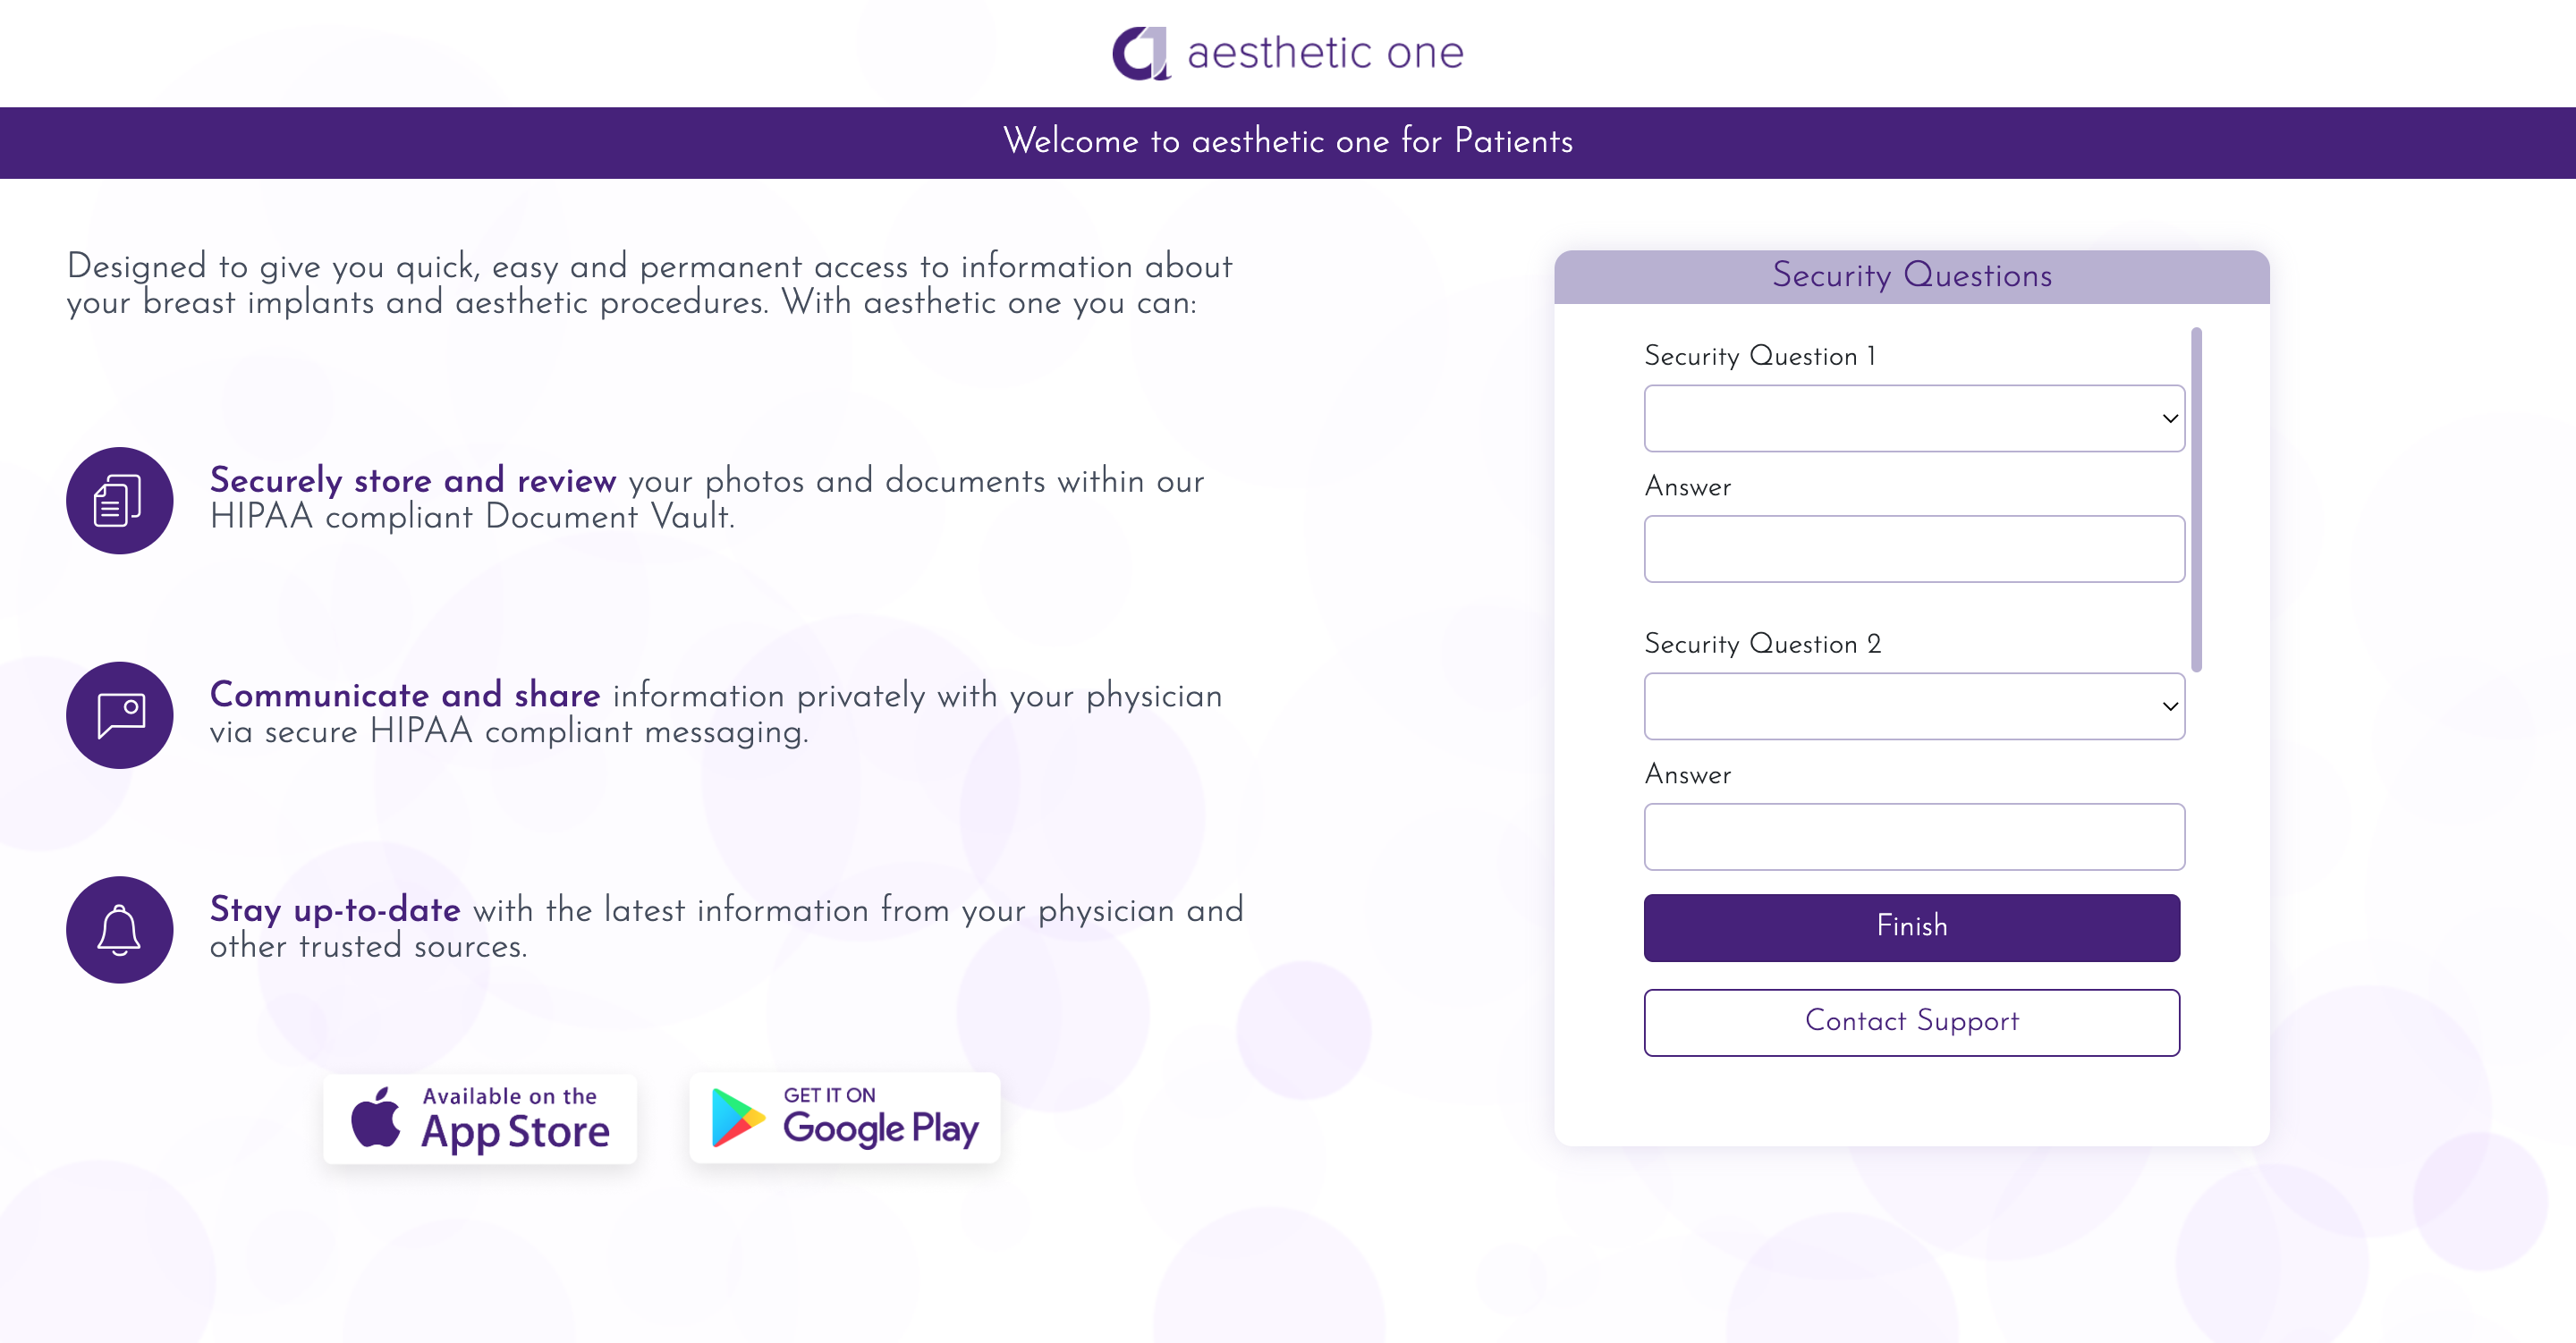 aesthetic one
Welcome to aesthetic one for Patients
Designed to give you quick, easy and permanent access to information about
your breast implants and aesthetic procedures. With aesthetic one you can:
Securely store and review your photos and documents within our
HIPAA compliant Document Vault.
Communicate and share information privately with your physician
via secure HIPAA compliant messaging.
Stay up-to-date with the latest information from your physician and
other trusted sources.
Available on the
App Store
GET IT ON
Google Play
Security Questions
Security Question 1
Answer
Security Question 2
Answer
Finish
Contact Support